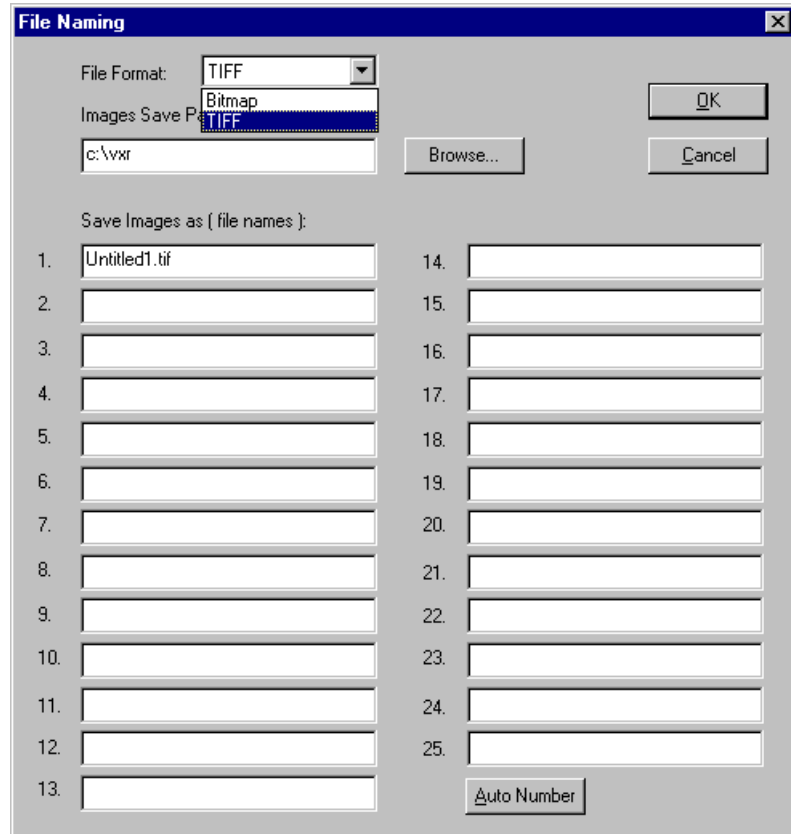 File Naming
File Format: TIFF
Bitmap
TIFF
Images Save Pa
OK
c:\vxr
Browse...
Cancel
Save Images as ( file names ):
1. Untitled1.tif
2.
3.
4.
5.
6.
7.
8.
9.
10.
11.
12.
13.
14.
15.
16.
17.
18.
19.
20.
21.
22.
23.
24.
25.
Auto Number